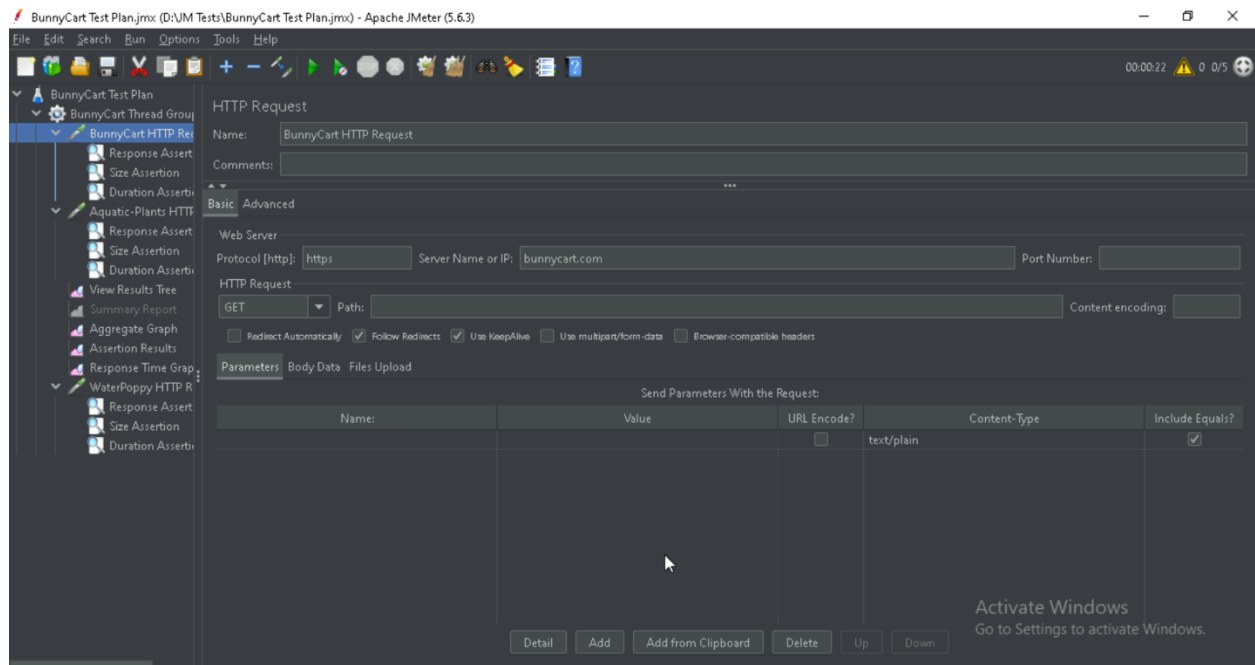 BunnyCart Test Plan.jmx (D:\JM Tests\BunnyCart Test Plan.jmx) - Apache JMeter (5.6.3)
File Edit Search Run Options Tools Help
00:00:22 0 0/5
BunnyCart Test Plan
BunnyCart Thread Group
BunnyCart HTTP Req
Response Assert
Size Assertion
Duration Asserti
Aquatic-Plants HTTP
Response Assert
Size Assertion
Duration Asserti
View Results Tree
Summary Report
Aggregate Graph
Assertion Results
Response Time Grap
WaterPoppy HTTP R
Response Assert
Size Assertion
Duration Asserti
HTTP Request
Name: BunnyCart HTTP Request
Comments:
Basic Advanced
Web Server
Protocol [http]: https Server Name or IP: bunnycart.com Port Number:
HTTP Request
GET Path: Content encoding:
Redirect Automatically Follow Redirects Use KeepAlive Use multipart/form-data Browser-compatible headers
Parameters Body Data Files Upload
Send Parameters With the Request:
Name: Value URL Encode? Content-Type Include Equals?
text/plain
Detail Add Add from Clipboard Delete Up Down
Activate Windows
Go to Settings to activate Windows.